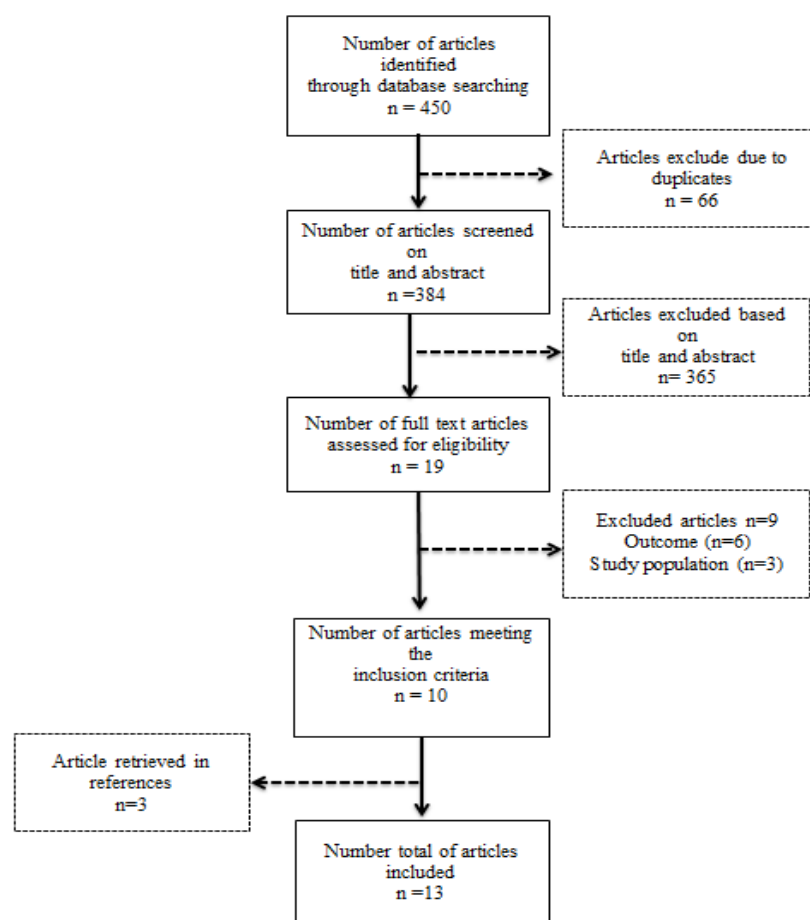 Number of articles
identified
through database searching
n = 450
Articles exclude due to
duplicates
n = 66
Number of articles screened
on
title and abstract
n =384
Articles excluded based
on
title and abstract
n= 365
Number of full text articles
assessed for eligibility
n = 19
Excluded articles n=9
Outcome (n=6)
Study population (n=3)
Number of articles meeting
the
inclusion criteria
n = 10
Article retrieved in
references
n=3
Number total of articles
included
n =13